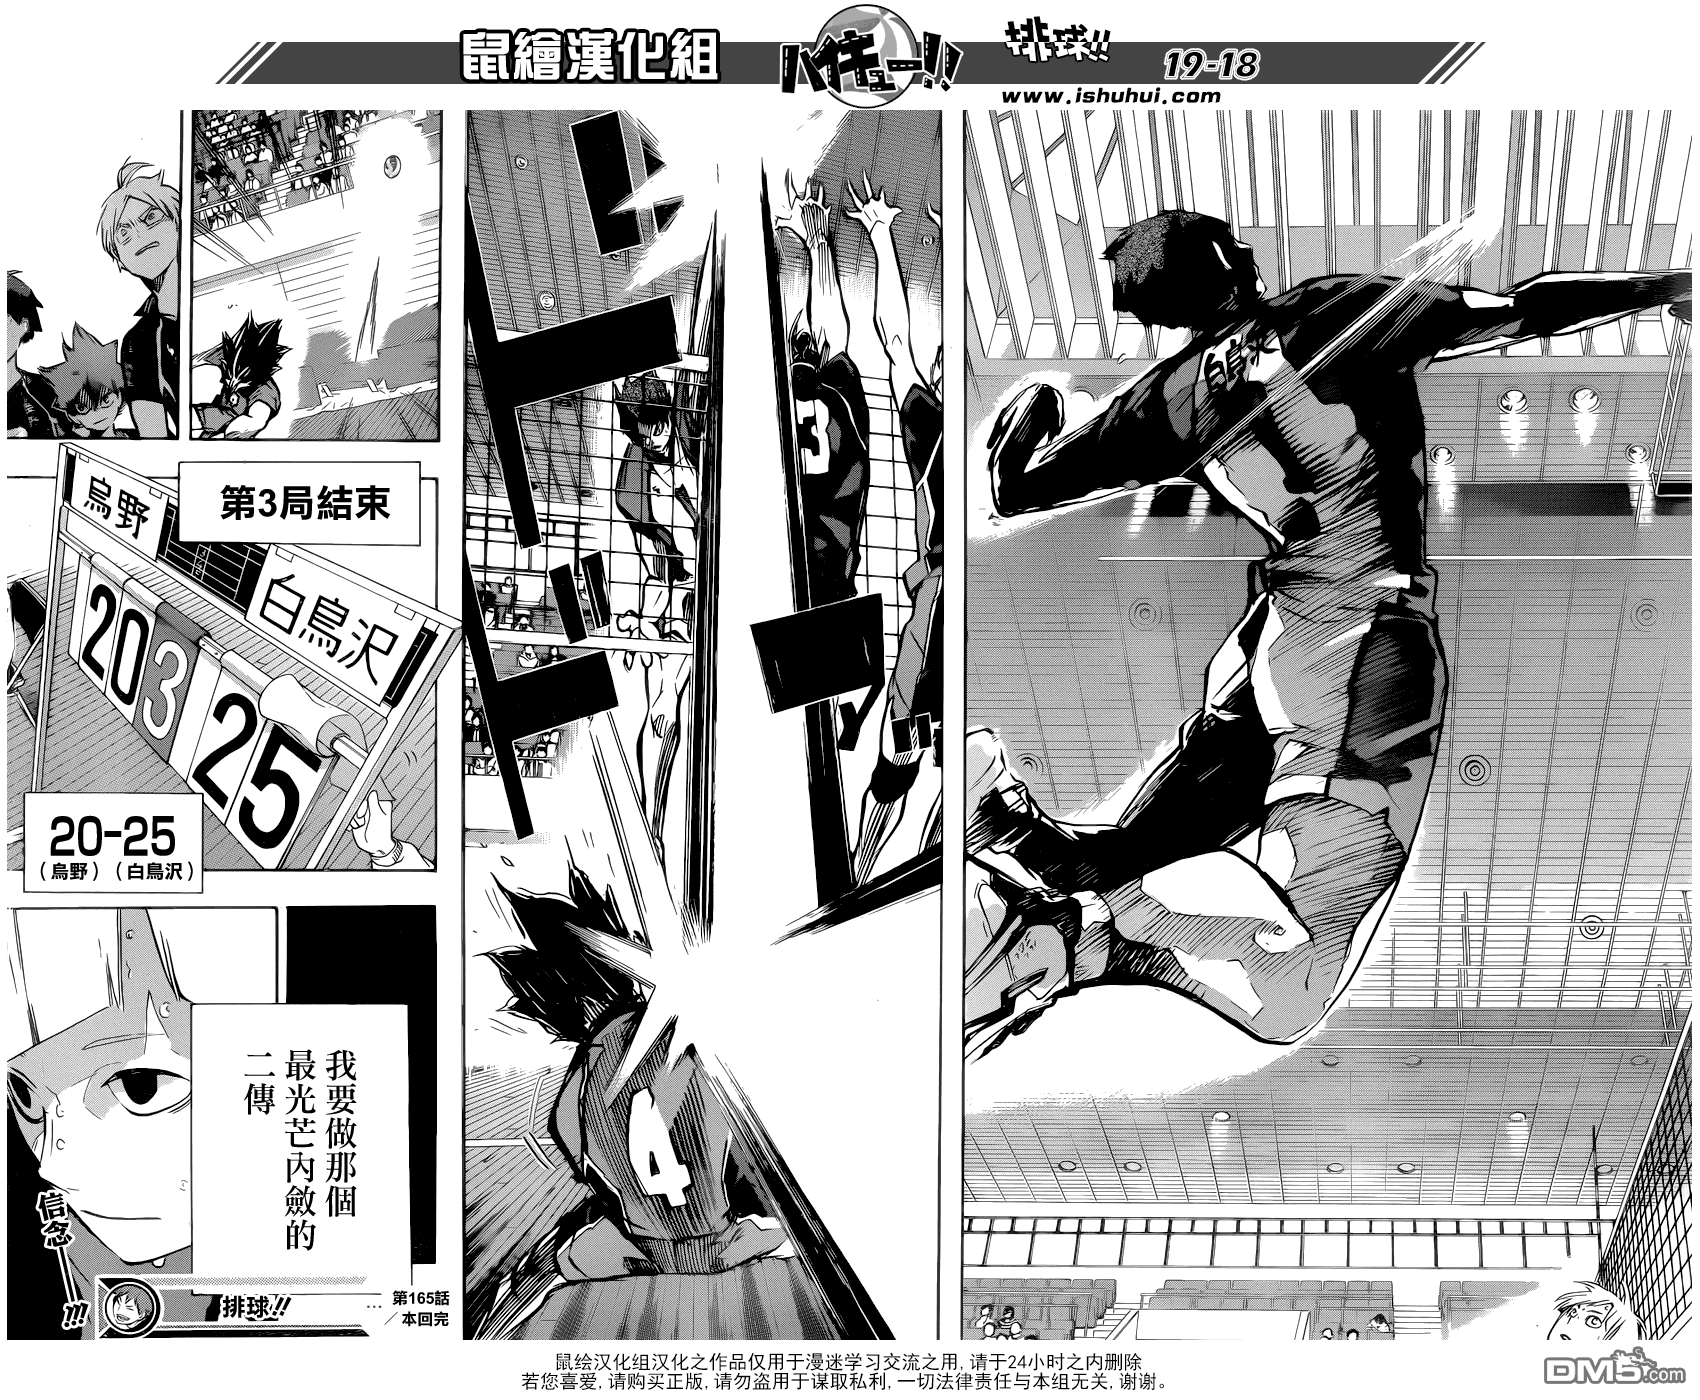 鼠繪漢化組
ハイキュー!!
排球!!
19-18
www.ishuhui.com
白鳥沢
3
4
第3局結束
烏野
白鳥沢
20 3 25
20-25
（烏野）（白鳥沢）
我要做那個
最光芒內斂的
二傳
信念——!!!
排球!!
… 第165話
／本回完
鼠绘汉化组汉化之作品仅用于漫迷学习交流之用,请于24小时之内删除
若您喜爱,请购买正版,请勿盗用于谋取私利,一切法律责任与本组无关,谢谢。
DM5.com